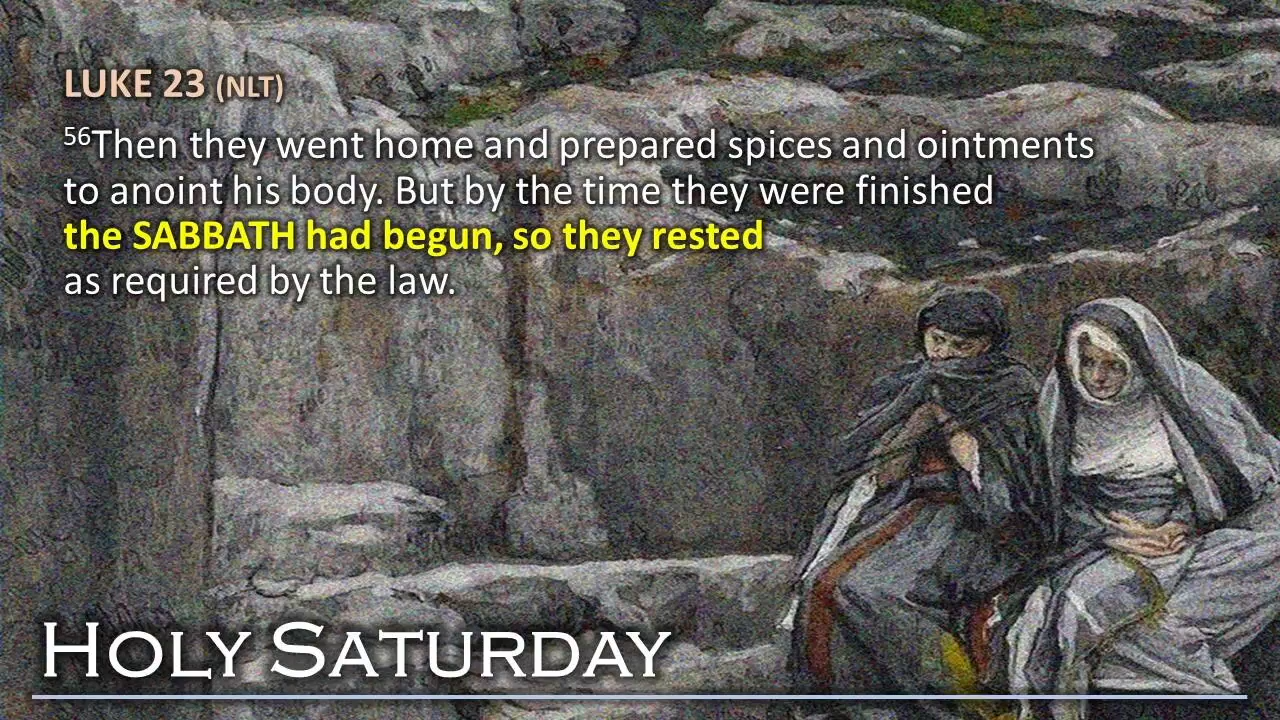 LUKE 23 (NLT)
56Then they went home and prepared spices and ointments
to anoint his body. But by the time they were finished
the SABBATH had begun, so they rested
as required by the law.
HOLY SATURDAY